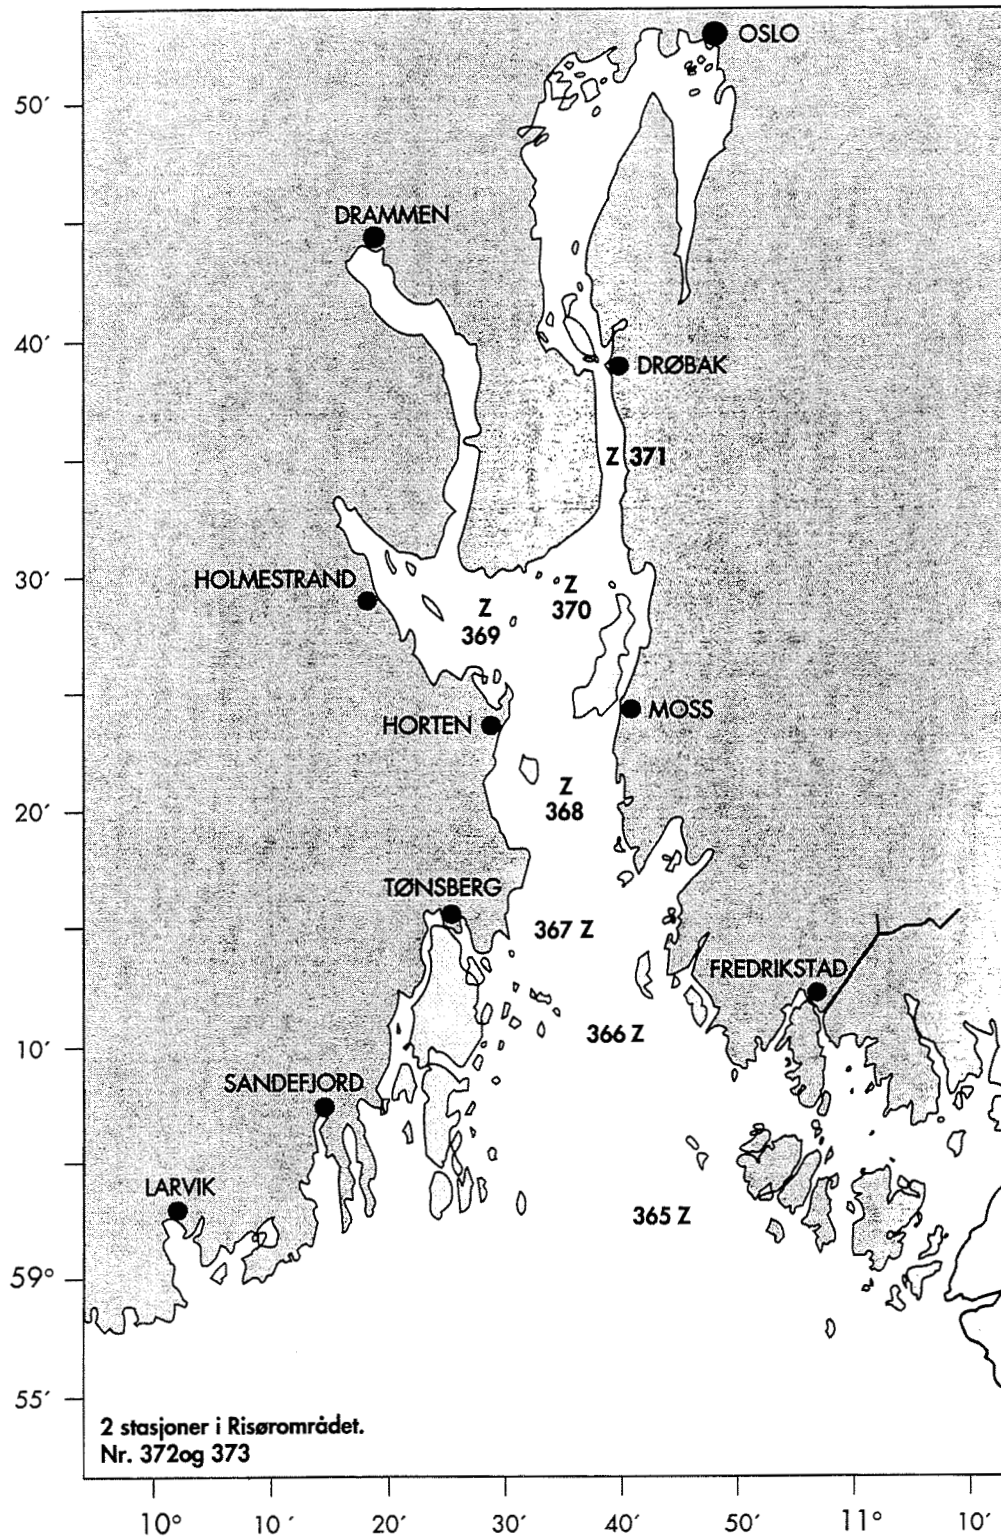 OSLO
50′
DRAMMEN
40′
DRØBAK
Z 371
30′
HOLMESTRAND
Z
370
Z
369
MOSS
HORTEN
Z
368
20′
TØNSBERG
367 Z
FREDRIKSTAD
366 Z
10′
SANDEFJORD
LARVIK
365 Z
59°
55′
2 stasjoner i Risørområdet.
Nr. 372og 373
10° 10′ 20′ 30′ 40′ 50′ 11° 10′